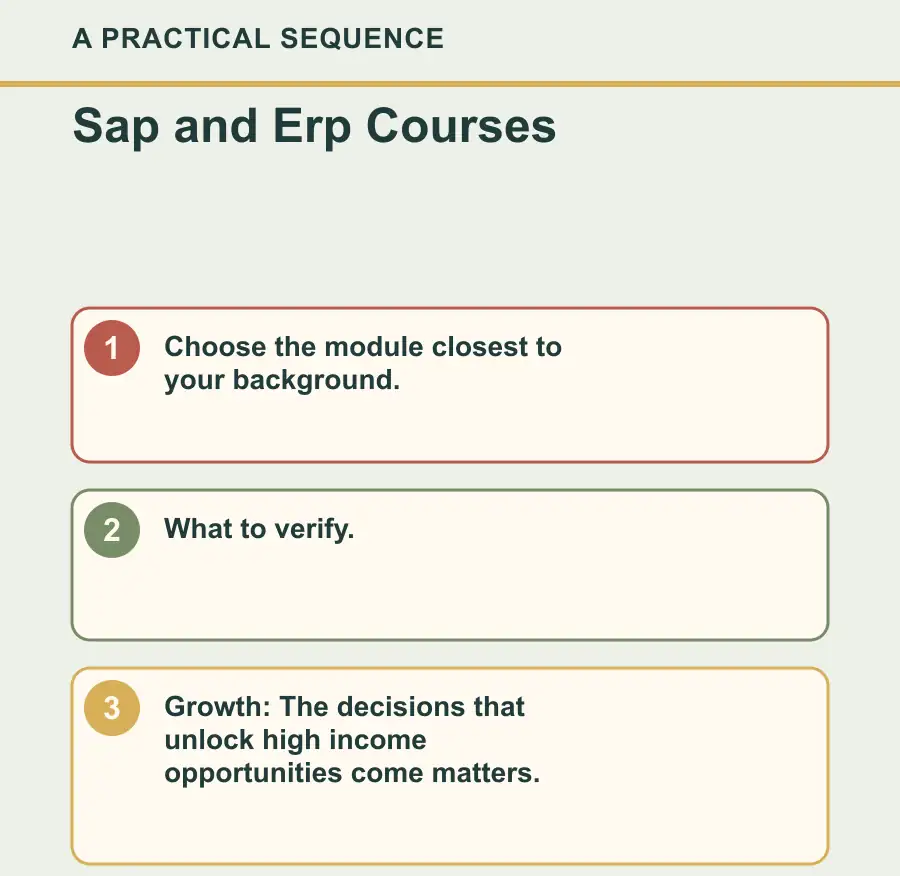 A PRACTICAL SEQUENCE
Sap and Erp Courses
1
Choose the module closest to
your background.
2
What to verify.
3
Growth: The decisions that
unlock high income
opportunities come matters.